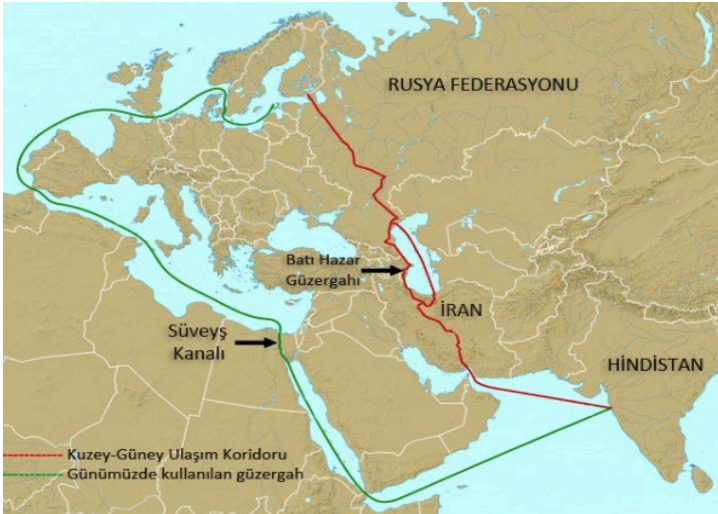 RUSYA FEDERASYONU
Batı Hazar
Güzergahı
İRAN
Süveyş
Kanalı
HİNDİSTAN
Kuzey-Güney Ulaşım Koridoru
Günümüzde kullanılan güzergah